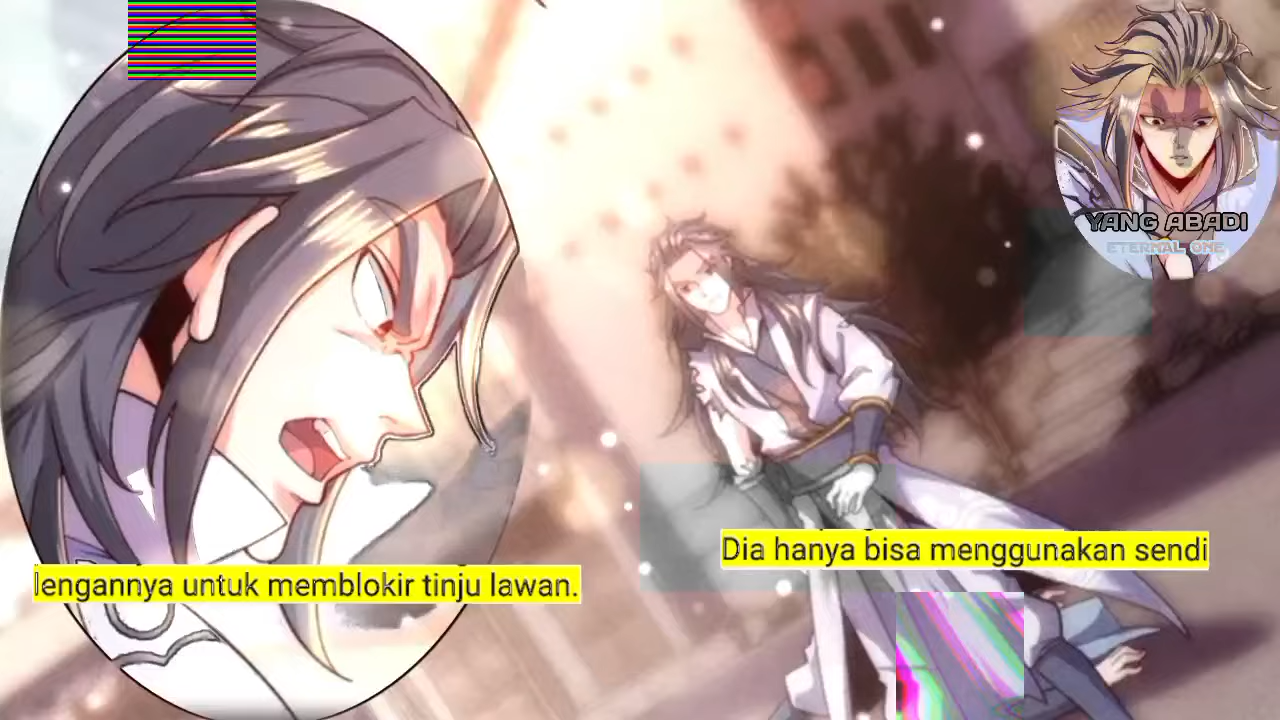 YANG ABADI
ETERNAL ONE
Dia hanya bisa menggunakan sendi
lengannya untuk memblokir tinju lawan.